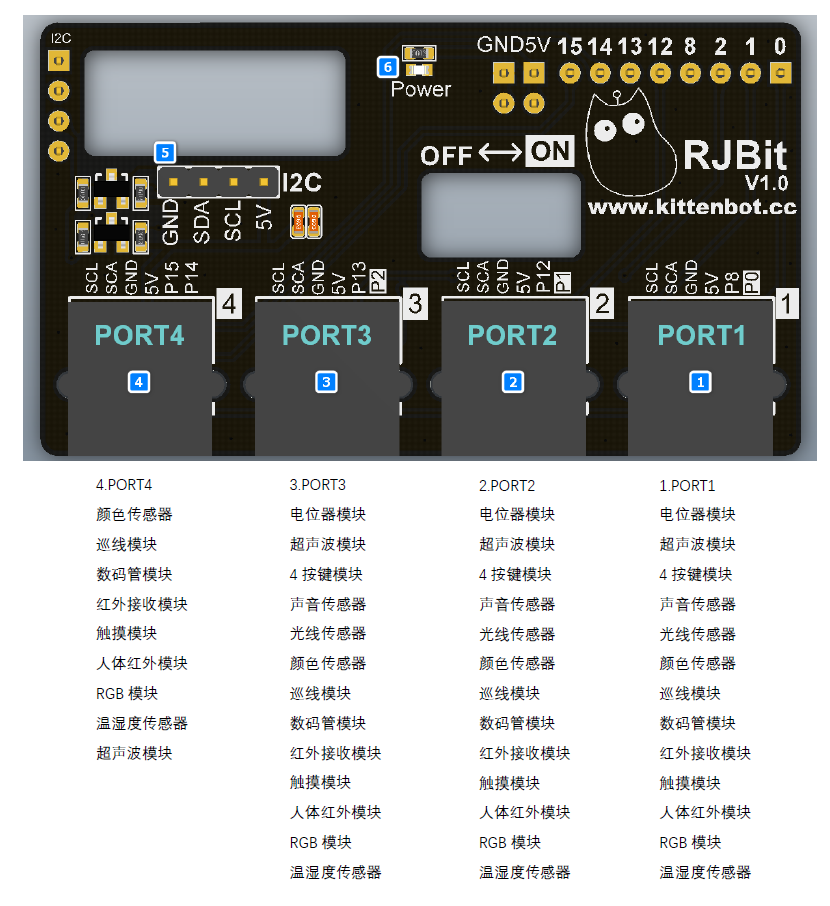 I2C
GND5V 15 14 13 12 8 2 1 0
6
Power
5
OFF ON
RJBit
V1.0
I2C
GND SDA SCL 5V
www.kittenbot.cc
SCL SCA GND 5V P15 P14
SCL SCA GND 5V P13 P2
SCL SCA GND 5V P12 P1
SCL SCA GND 5V P8 P0
4 3 2 1
PORT4 PORT3 PORT2 PORT1
4 3 2 1
4.PORT4
颜色传感器
巡线模块
数码管模块
红外接收模块
触摸模块
人体红外模块
RGB 模块
温湿度传感器
超声波模块
3.PORT3
电位器模块
超声波模块
4 按键模块
声音传感器
光线传感器
颜色传感器
巡线模块
数码管模块
红外接收模块
触摸模块
人体红外模块
RGB 模块
温湿度传感器
2.PORT2
电位器模块
超声波模块
4 按键模块
声音传感器
光线传感器
颜色传感器
巡线模块
数码管模块
红外接收模块
触摸模块
人体红外模块
RGB 模块
温湿度传感器
1.PORT1
电位器模块
超声波模块
4 按键模块
声音传感器
光线传感器
颜色传感器
巡线模块
数码管模块
红外接收模块
触摸模块
人体红外模块
RGB 模块
温湿度传感器